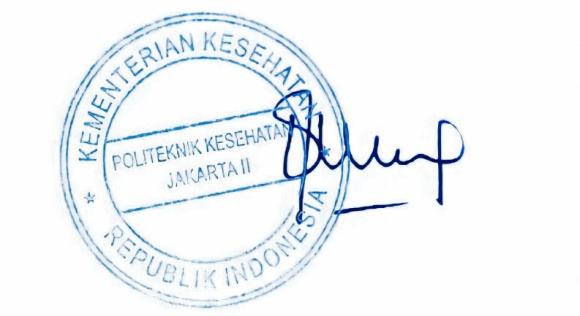 KEMENTERIAN KESEHATAN
POLITEKNIK KESEHATAN
JAKARTA II
REPUBLIK INDONESIA